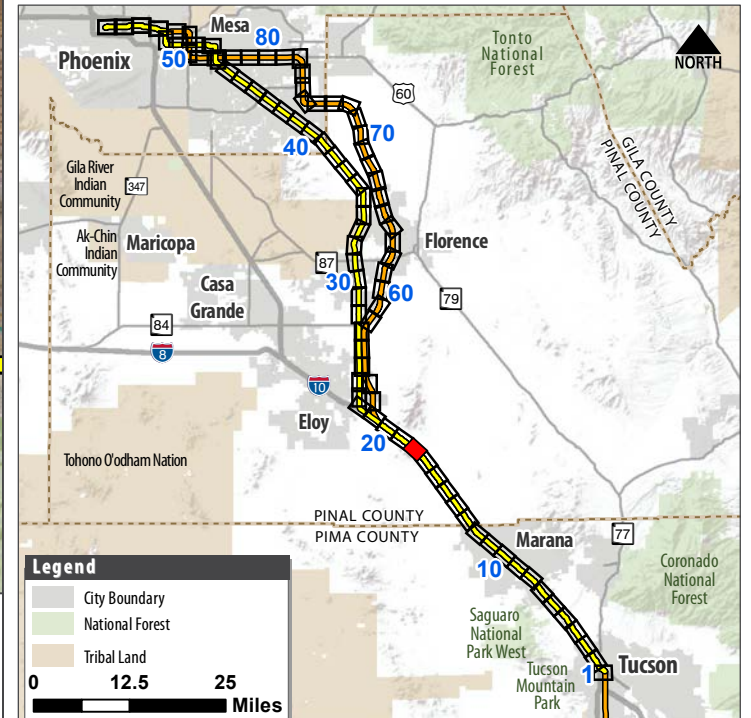 Mesa
80
Phoenix
50
Tonto
National
Forest
NORTH
60
70
40
GILA COUNTY
PINAL COUNTY
Gila River
Indian
Community
347
Ak-Chin
Indian
Community
Maricopa
87
Florence
Casa
Grande
30
60
79
84
8
10
Eloy
20
Tohono O'odham Nation
PINAL COUNTY
PIMA COUNTY
Marana
77
10
Coronado
National
Forest
Saguaro
National
Park West
Tucson
Mountain
Park
1
Tucson
Legend
City Boundary
National Forest
Tribal Land
0 12.5 25
Miles